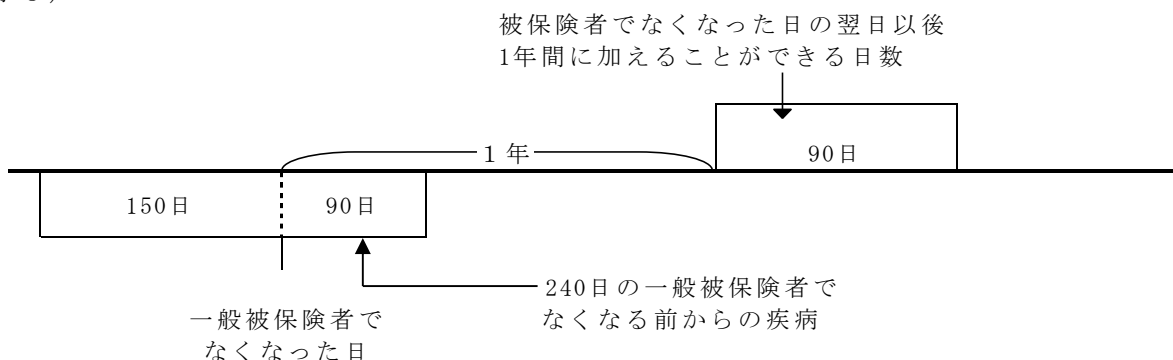 被保険者でなくなった日の翌日以後
1年間に加えることができる日数
1年
90日
150日
90日
240日の一般被保険者で
なくなる前からの疾病
一般被保険者で
なくなった日